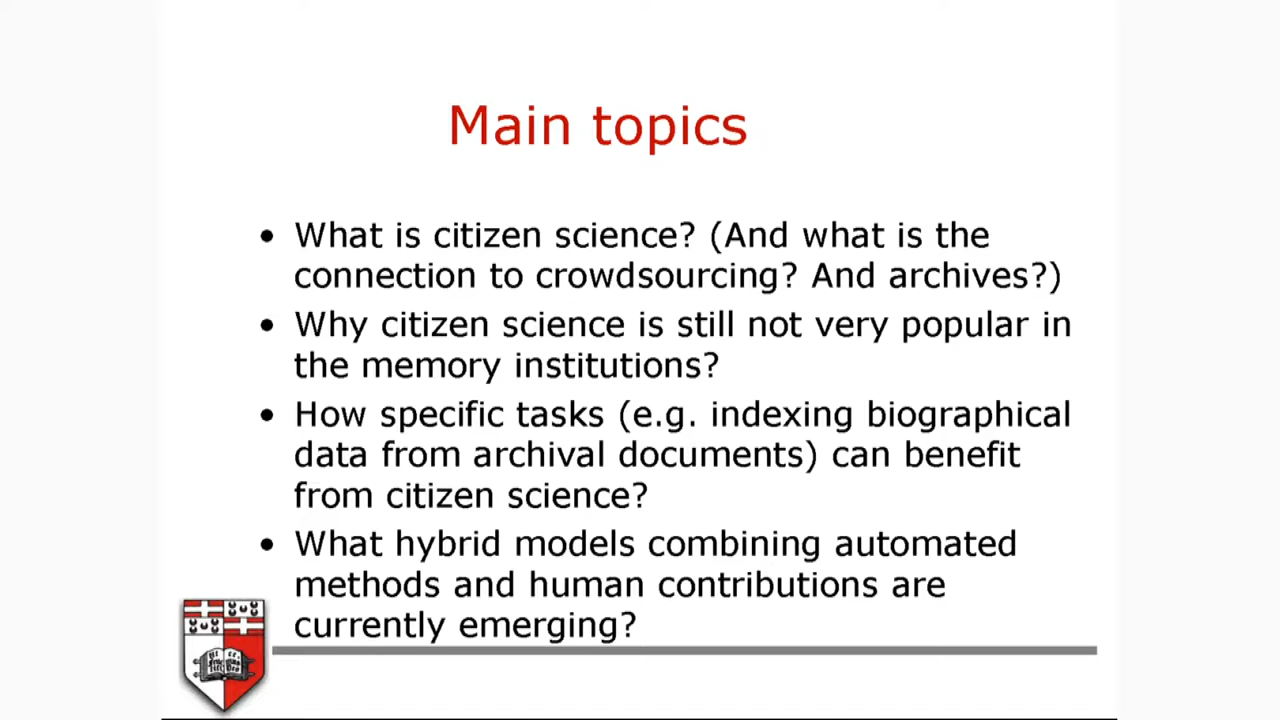 Main topics
• What is citizen science? (And what is the
connection to crowdsourcing? And archives?)
• Why citizen science is still not very popular in
the memory institutions?
• How specific tasks (e.g. indexing biographical
data from archival documents) can benefit
from citizen science?
• What hybrid models combining automated
methods and human contributions are
currently emerging?